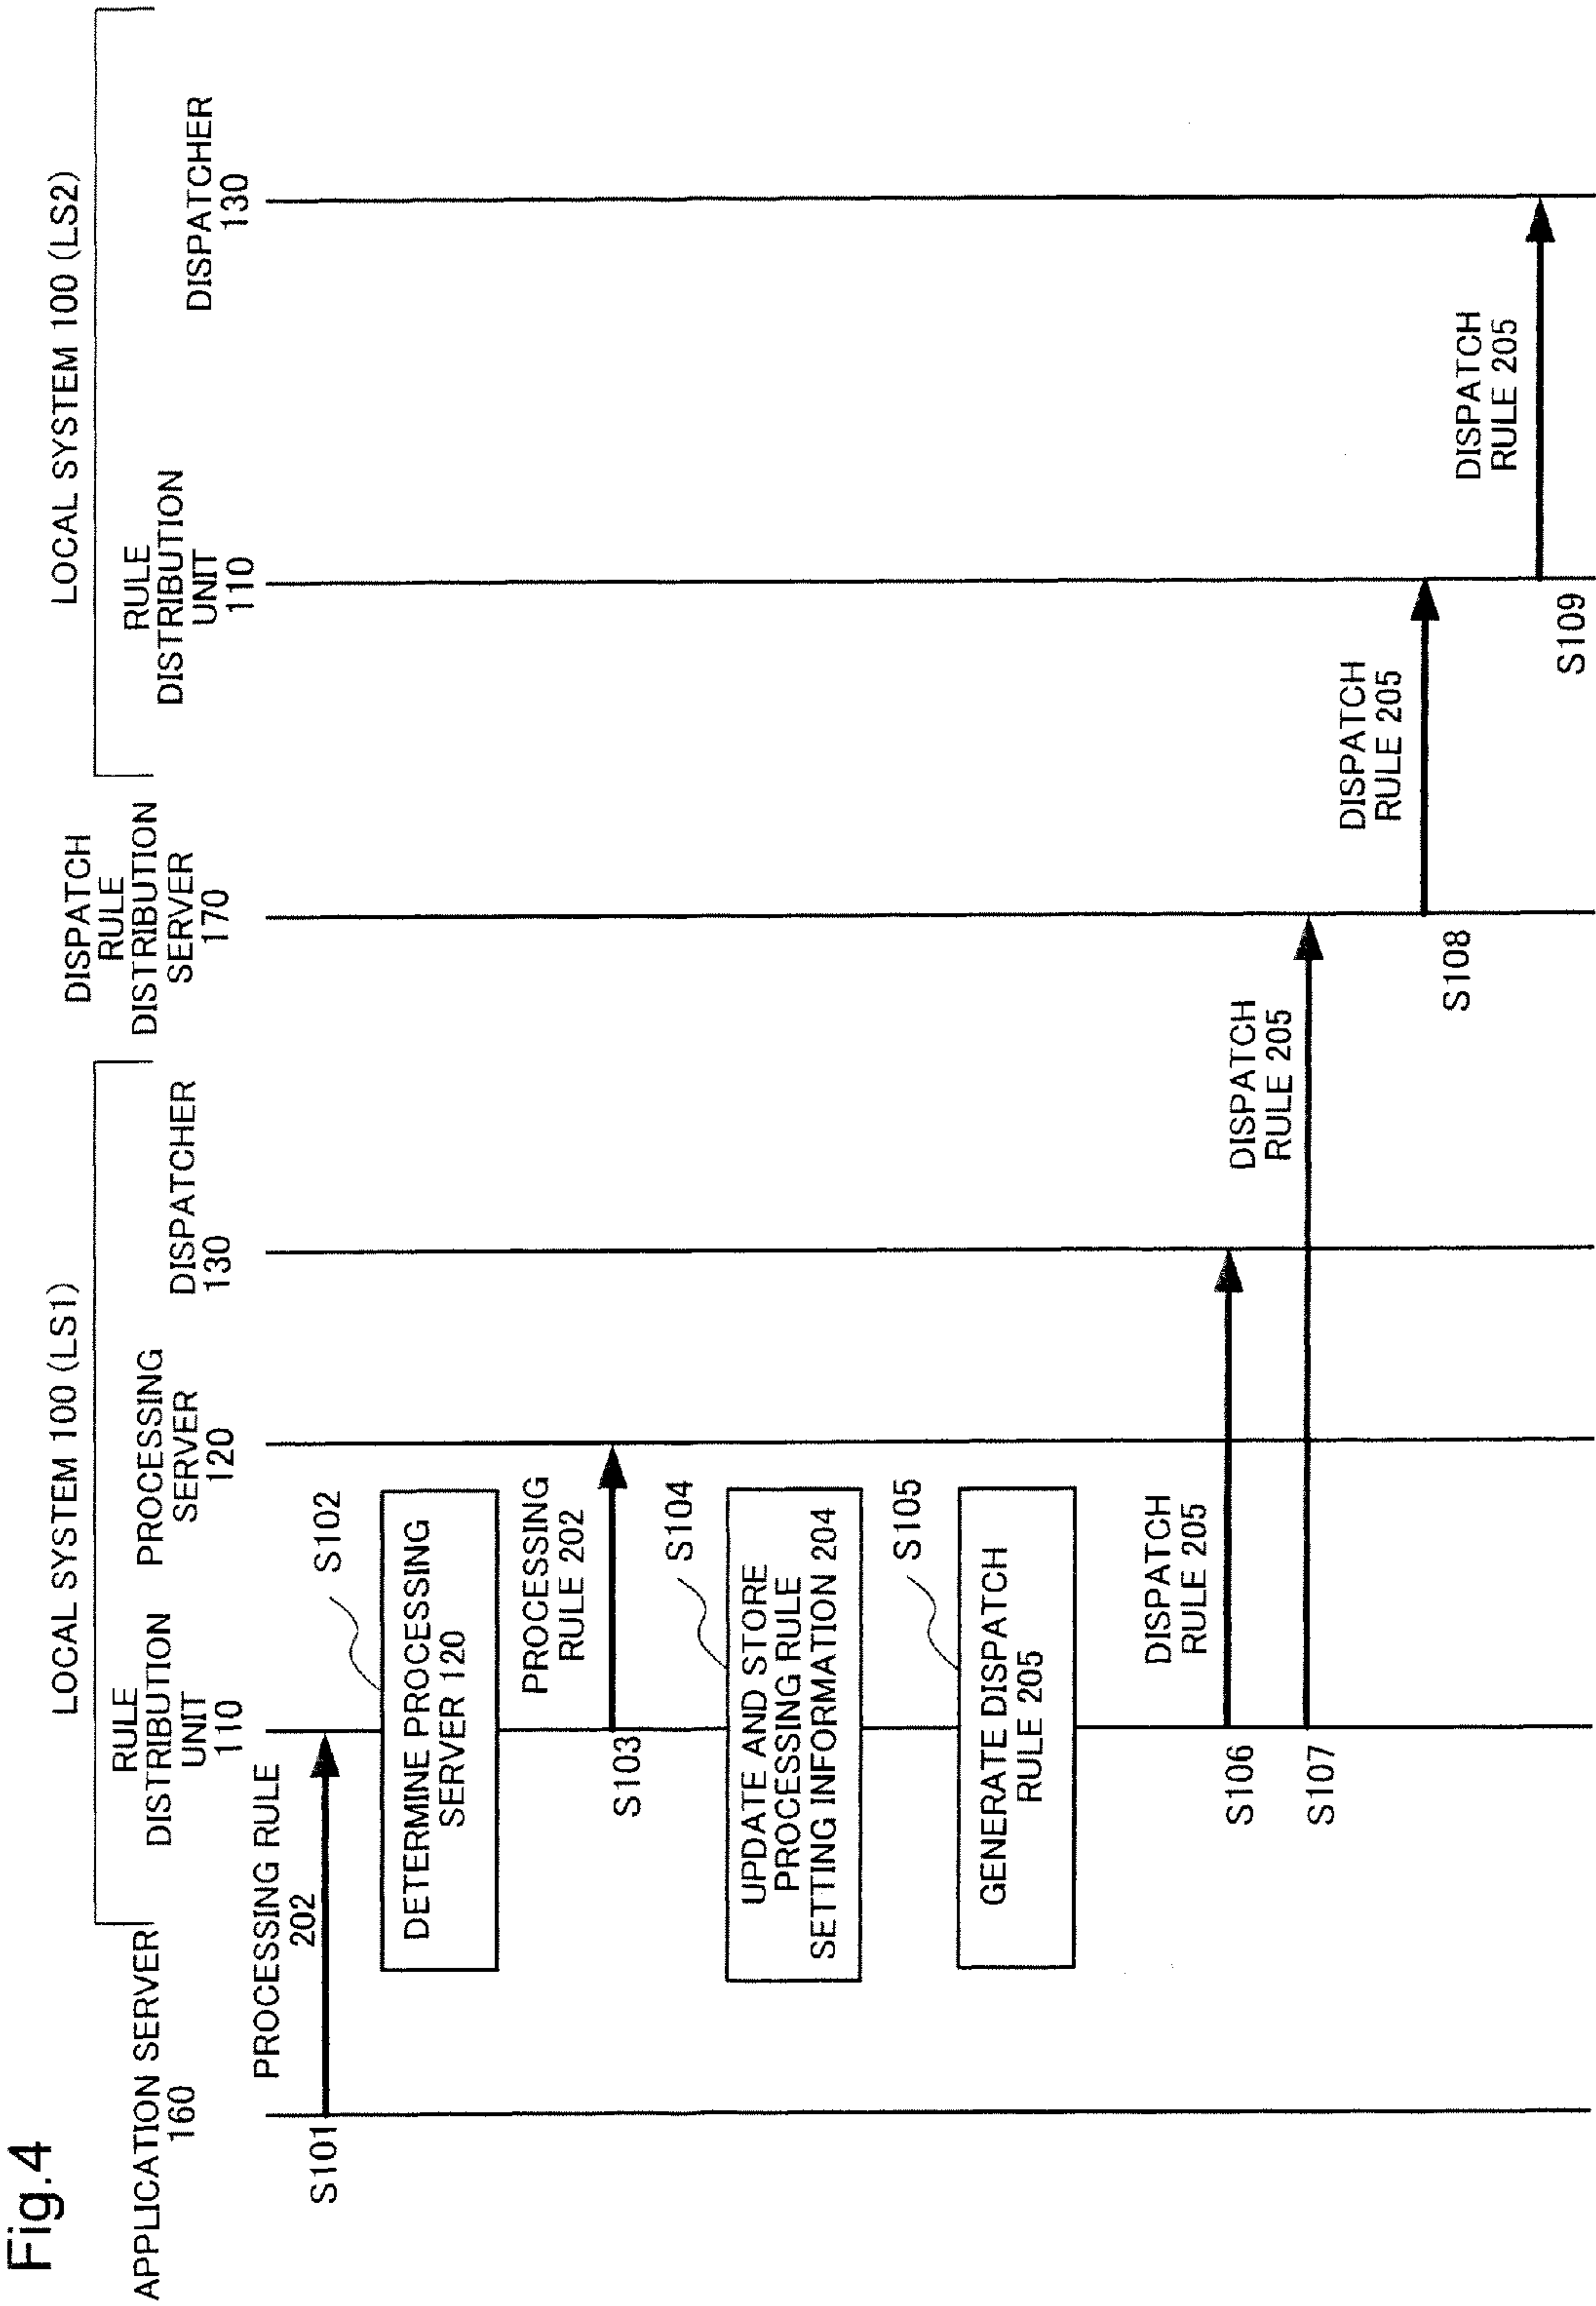 Fig.4
LOCAL SYSTEM 100 (LS1)
LOCAL SYSTEM 100 (LS2)
APPLICATION SERVER
160
RULE
DISTRIBUTION
UNIT
110
PROCESSING
SERVER
120
DISPATCHER
130
DISPATCH
RULE
DISTRIBUTION
SERVER
170
RULE
DISTRIBUTION
UNIT
110
DISPATCHER
130
PROCESSING RULE
202
S101
S102
DETERMINE PROCESSING
SERVER 120
PROCESSING
RULE 202
S103
S104
UPDATE AND STORE
PROCESSING RULE
SETTING INFORMATION 204
S105
GENERATE DISPATCH
RULE 205
DISPATCH
RULE 205
S106
DISPATCH
RULE 205
S107
DISPATCH
RULE 205
S108
DISPATCH
RULE 205
S109